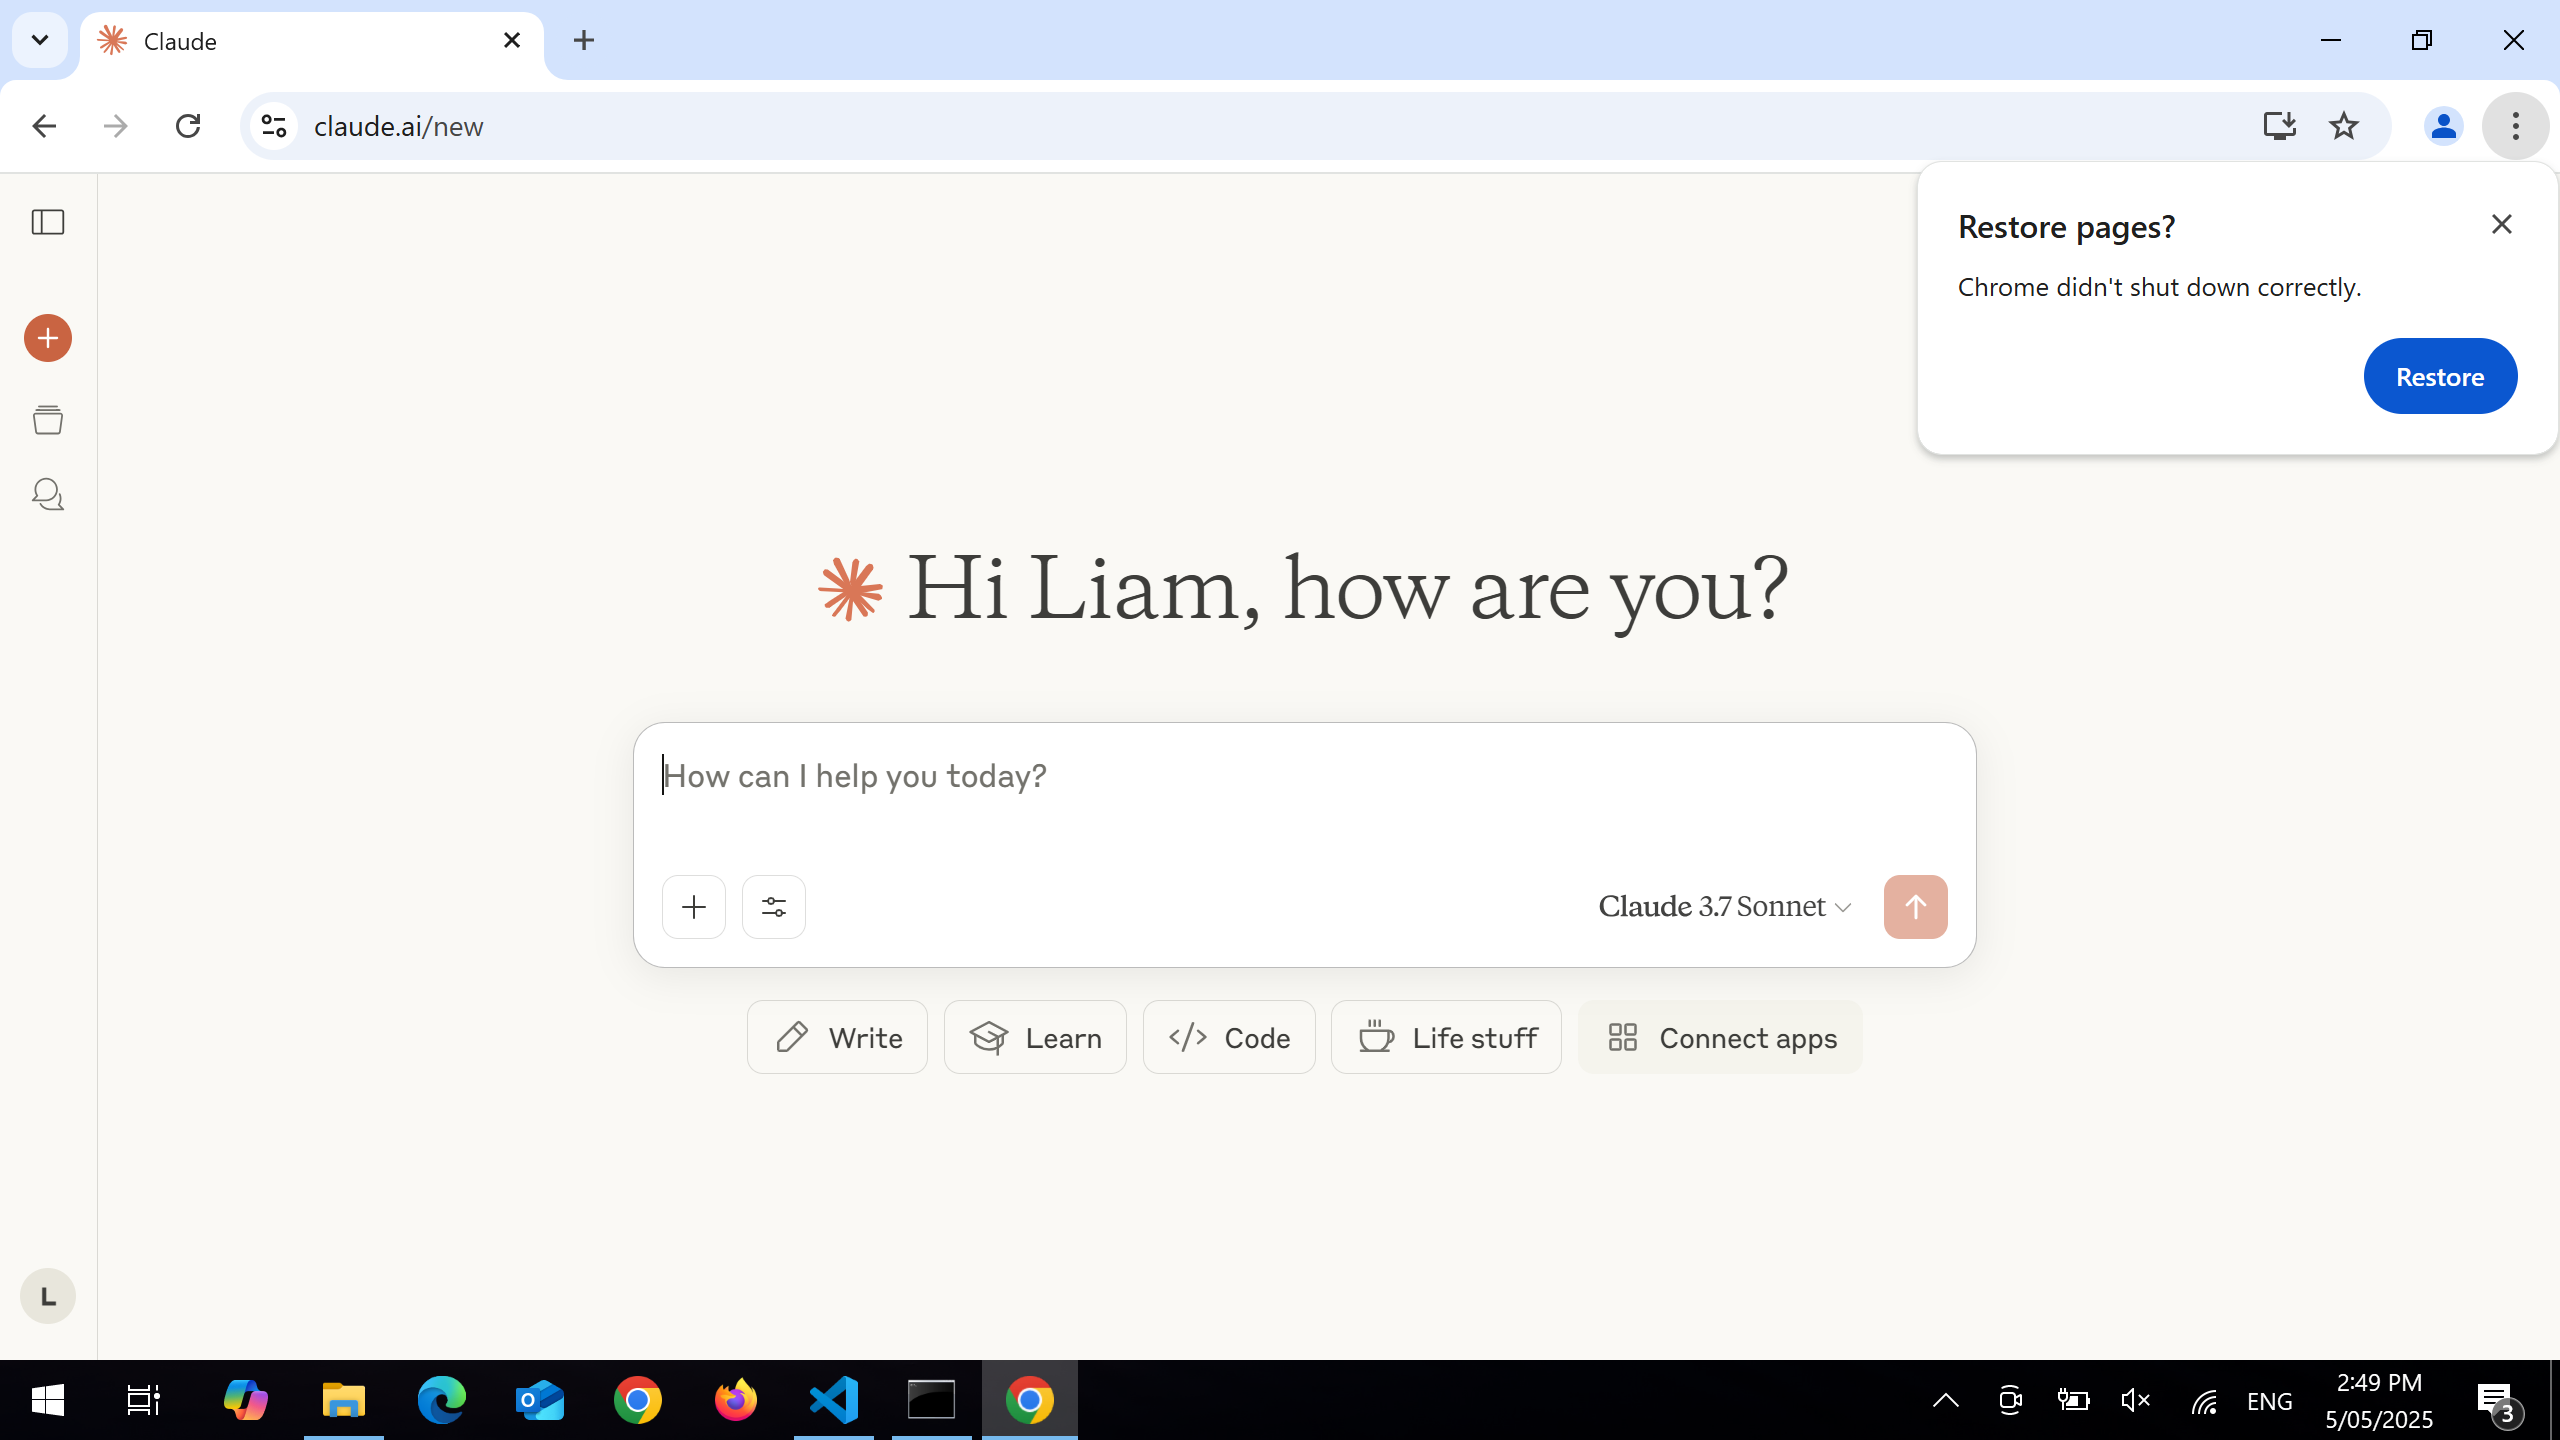 Claude
claude.ai/new
Restore pages?
Chrome didn't shut down correctly.
Restore
Hi Liam, how are you?
How can I help you today?
Claude 3.7 Sonnet
Write
Learn
Code
Life stuff
Connect apps
L
ENG
2:49 PM
5/05/2025
3